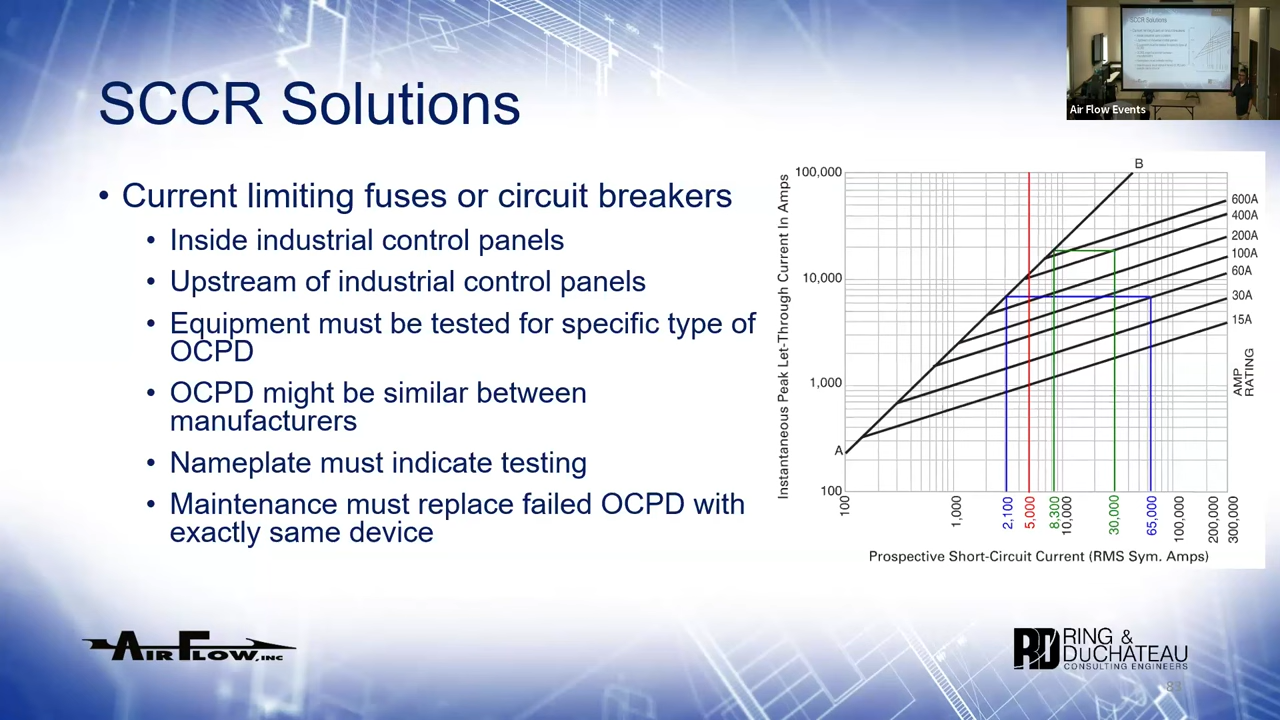 SCCR Solutions
Air Flow Events
• Current limiting fuses or circuit breakers
• Inside industrial control panels
• Upstream of industrial control panels
• Equipment must be tested for specific type of
OCPD
• OCPD might be similar between
manufacturers
• Nameplate must indicate testing
• Maintenance must replace failed OCPD with
exactly same device
Instantaneous Peak Let-Through Current In Amps
100,000
10,000
1,000
100
B
A
600A
400A
200A
100A
60A
30A
15A
AMP
RATING
100
1,000
2,100
5,000
8,300
10,000
30,000
65,000
100,000
200,000
300,000
Prospective Short-Circuit Current (RMS Sym. Amps)
AIR FLOW, INC
RD
RING &
DUCHATEAU
CONSULTING ENGINEERS